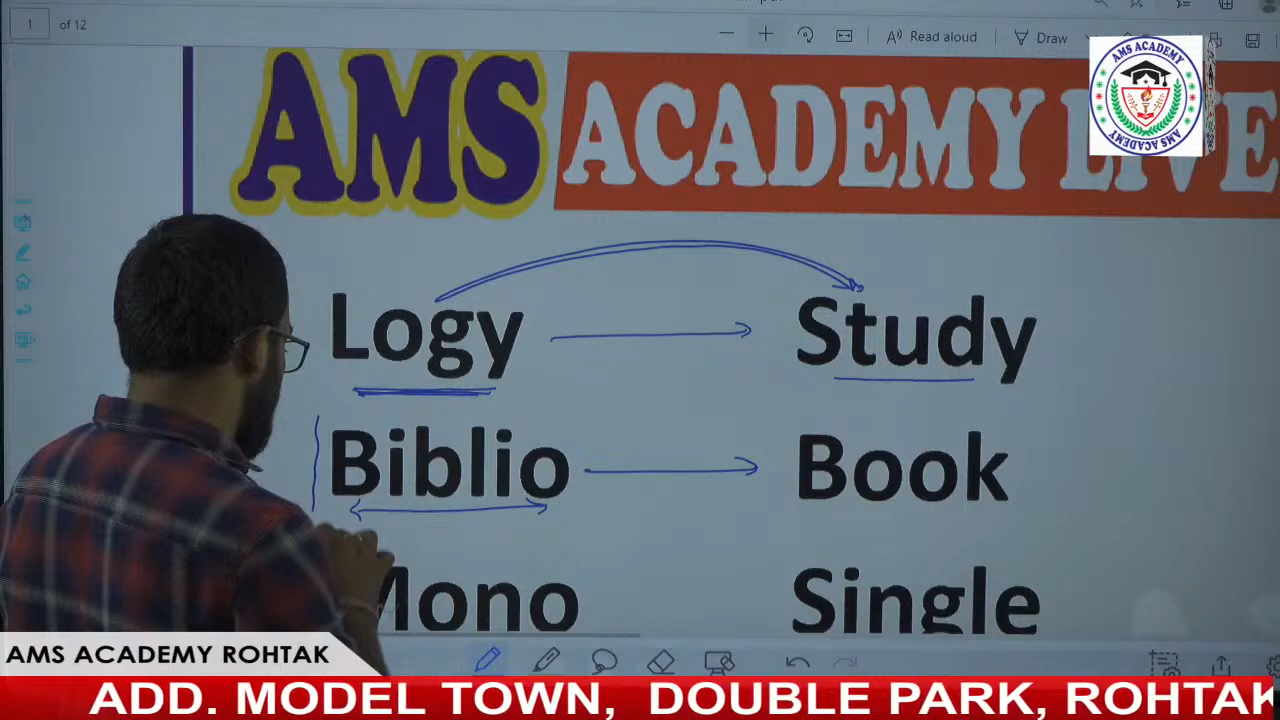 1 of 12
Read aloud
Draw
AMS ACADEMY
AMS ACADEMY
AMS ACADEMY LIVE
Logy Study
Biblio Book
Mono Single
AMS ACADEMY ROHTAK
ADD. MODEL TOWN, DOUBLE PARK, ROHTAK